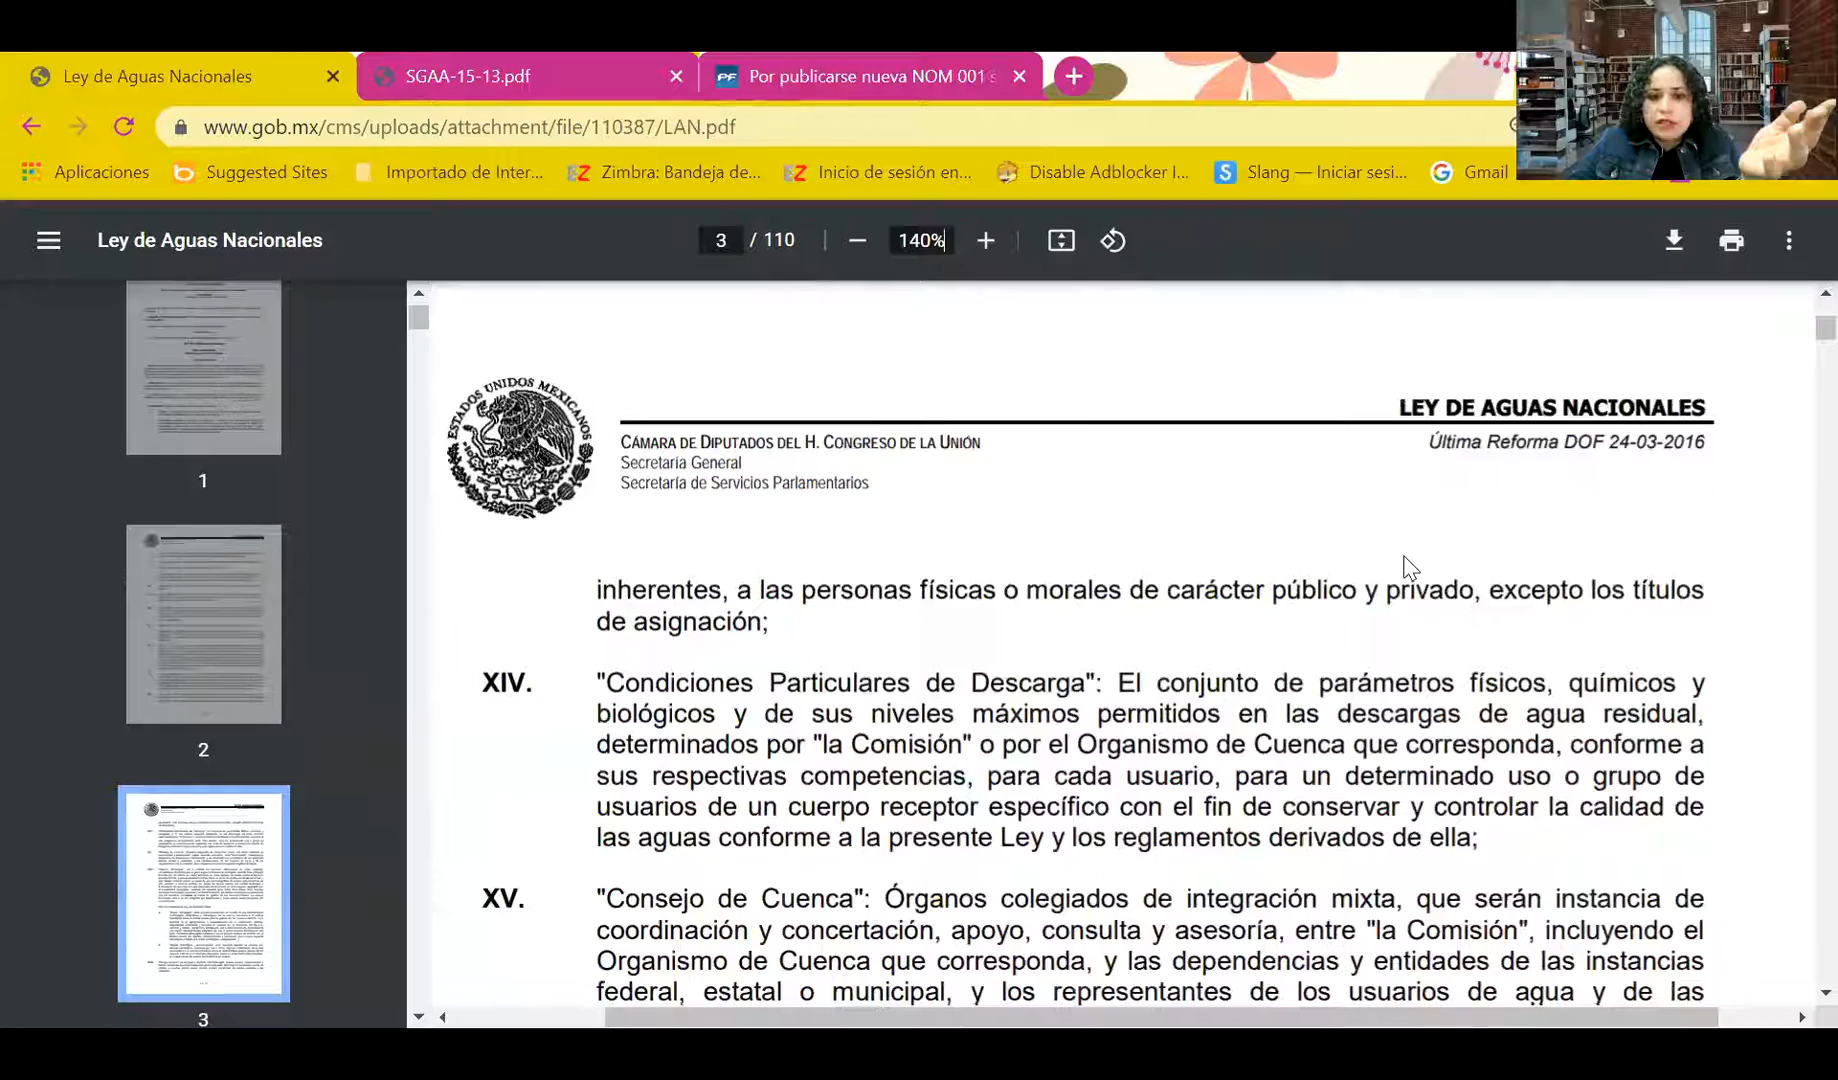 Ley de Aguas Nacionales
SGAA-15-13.pdf
PF Por publicarse nueva NOM 001 s
www.gob.mx/cms/uploads/attachment/file/110387/LAN.pdf
Aplicaciones
Suggested Sites
Importado de Inter...
Zimbra: Bandeja de...
Inicio de sesión en...
Disable Adblocker I...
S Slang — Iniciar sesi...
G Gmail
Ley de Aguas Nacionales
3 / 110
140%
1
2
3
ESTADOS UNIDOS MEXICANOS
LEY DE AGUAS NACIONALES
CÁMARA DE DIPUTADOS DEL H. CONGRESO DE LA UNIÓN
Última Reforma DOF 24-03-2016
Secretaría General
Secretaría de Servicios Parlamentarios
inherentes, a las personas físicas o morales de carácter público y privado, excepto los títulos
de asignación;
XIV. "Condiciones Particulares de Descarga": El conjunto de parámetros físicos, químicos y
biológicos y de sus niveles máximos permitidos en las descargas de agua residual,
determinados por "la Comisión" o por el Organismo de Cuenca que corresponda, conforme a
sus respectivas competencias, para cada usuario, para un determinado uso o grupo de
usuarios de un cuerpo receptor específico con el fin de conservar y controlar la calidad de
las aguas conforme a la presente Ley y los reglamentos derivados de ella;
XV. "Consejo de Cuenca": Órganos colegiados de integración mixta, que serán instancia de
coordinación y concertación, apoyo, consulta y asesoría, entre "la Comisión", incluyendo el
Organismo de Cuenca que corresponda, y las dependencias y entidades de las instancias
federal, estatal o municipal, y los representantes de los usuarios de agua y de las